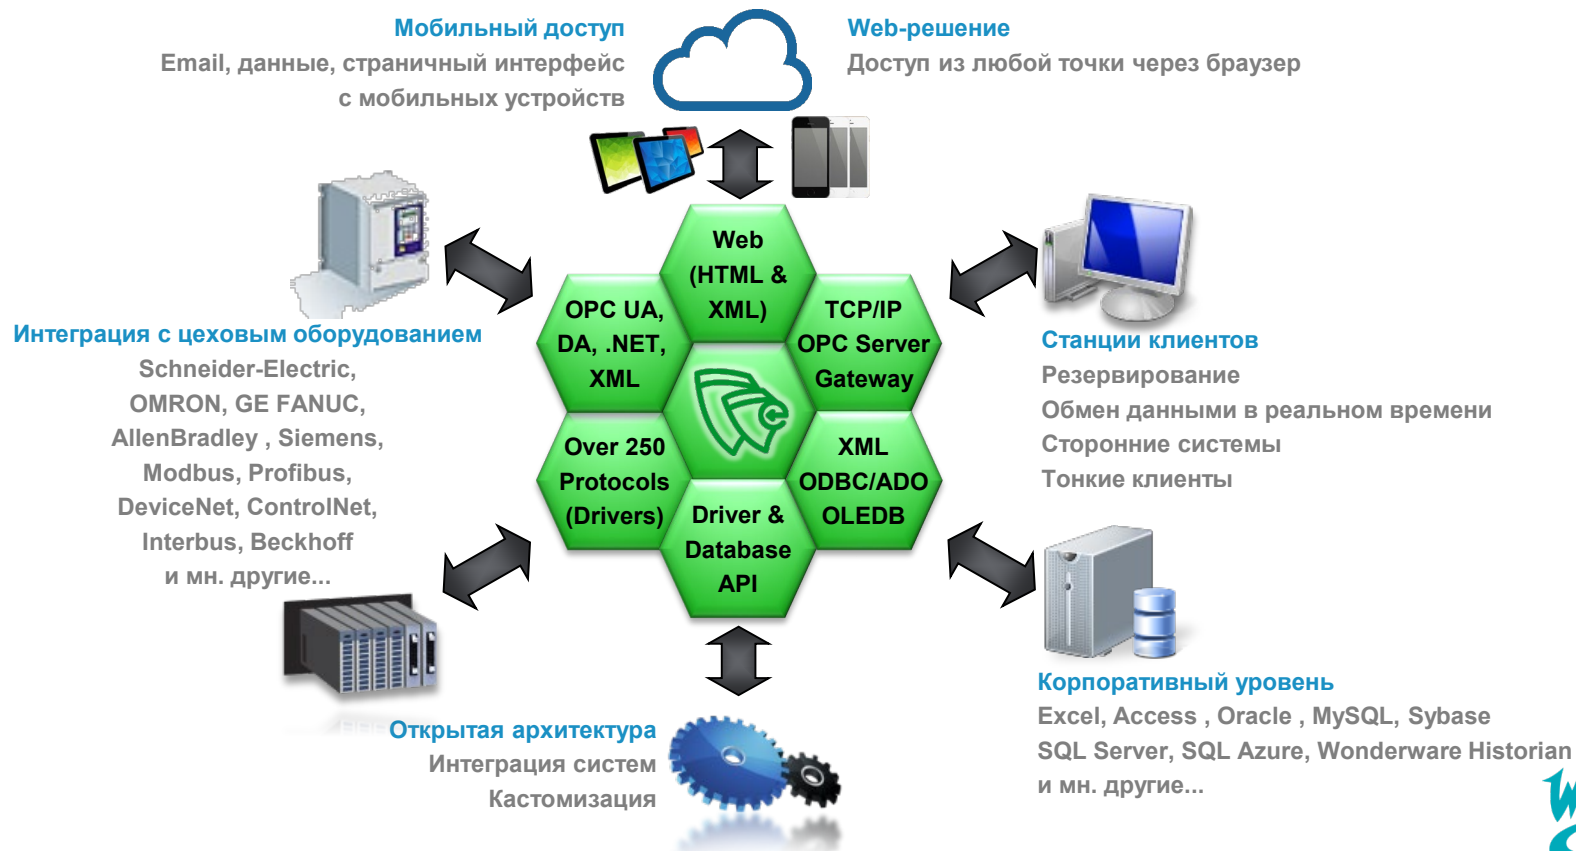 Мобильный доступ
Email, данные, страничный интерфейс
с мобильных устройств
Web-решение
Доступ из любой точки через браузер
Интеграция с цеховым оборудованием
Schneider-Electric,
OMRON, GE FANUC,
AllenBradley , Siemens,
Modbus, Profibus,
DeviceNet, ControlNet,
Interbus, Beckhoff
и мн. другие...
Web
(HTML &
XML)
OPC UA,
DA, .NET,
XML
TCP/IP
OPC Server
Gateway
Over 250
Protocols
(Drivers)
XML
ODBC/ADO
OLEDB
Driver &
Database
API
Станции клиентов
Резервирование
Обмен данными в реальном времени
Сторонние системы
Тонкие клиенты
Корпоративный уровень
Excel, Access , Oracle , MySQL, Sybase
SQL Server, SQL Azure, Wonderware Historian
и мн. другие...
Открытая архитектура
Интеграция систем
Кастомизация